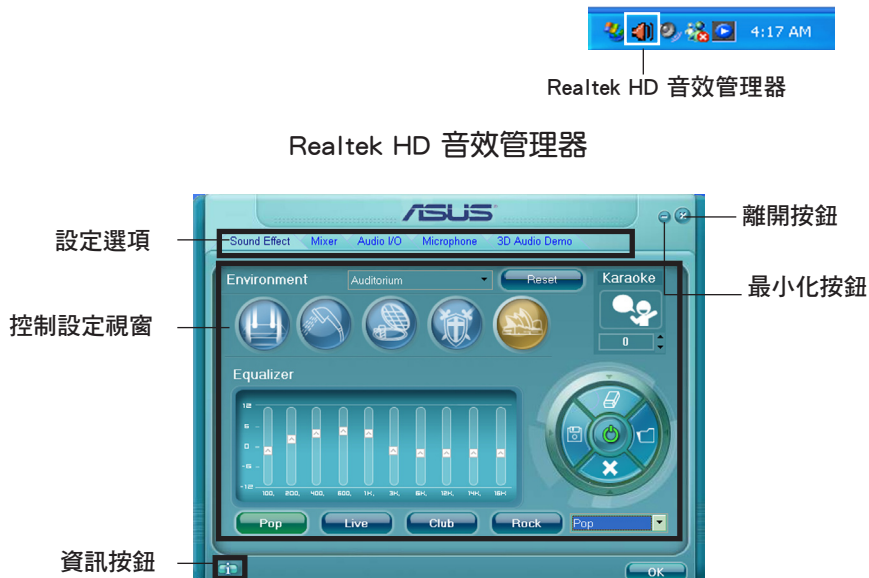 4:17 AM
Realtek HD 音效管理器
Realtek HD 音效管理器
ASUS
離開按鈕
設定選項
Sound Effect Mixer Audio I/O Microphone 3D Audio Demo
最小化按鈕
Environment Auditorium Reset Karaoke
控制設定視窗
0
Equalizer
12
6
0
-6
-12
100, 200, 400, 600, 1K, 3K, 6K, 12K, 14K, 16K
Pop Live Club Rock Pop
資訊按鈕
i
OK